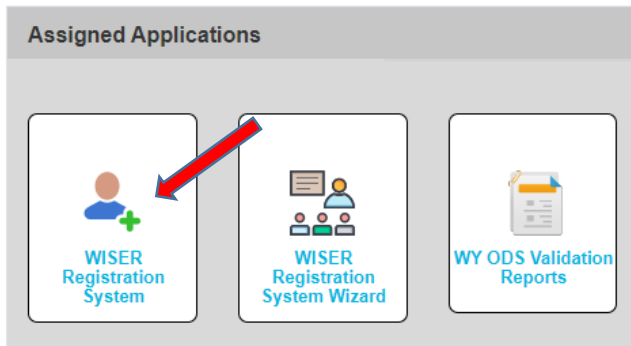 Assigned Applications
WISER
Registration
System
WISER
Registration
System Wizard
WY ODS Validation
Reports